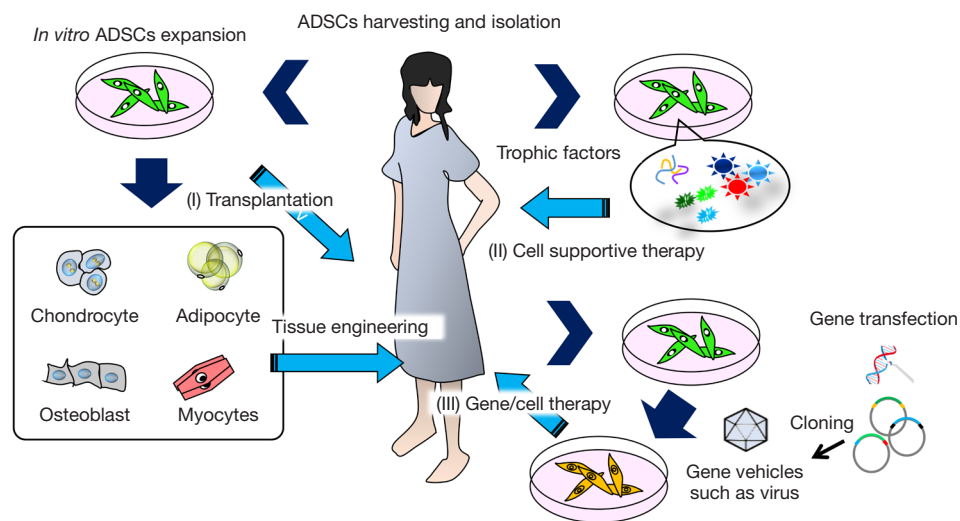 ADSCs harvesting and isolation
In vitro ADSCs expansion
Trophic factors
(I) Transplantation
(II) Cell supportive therapy
Chondrocyte
Adipocyte
Tissue engineering
Gene transfection
Osteoblast
Myocytes
(III) Gene/cell therapy
Cloning
Gene vehicles
such as virus